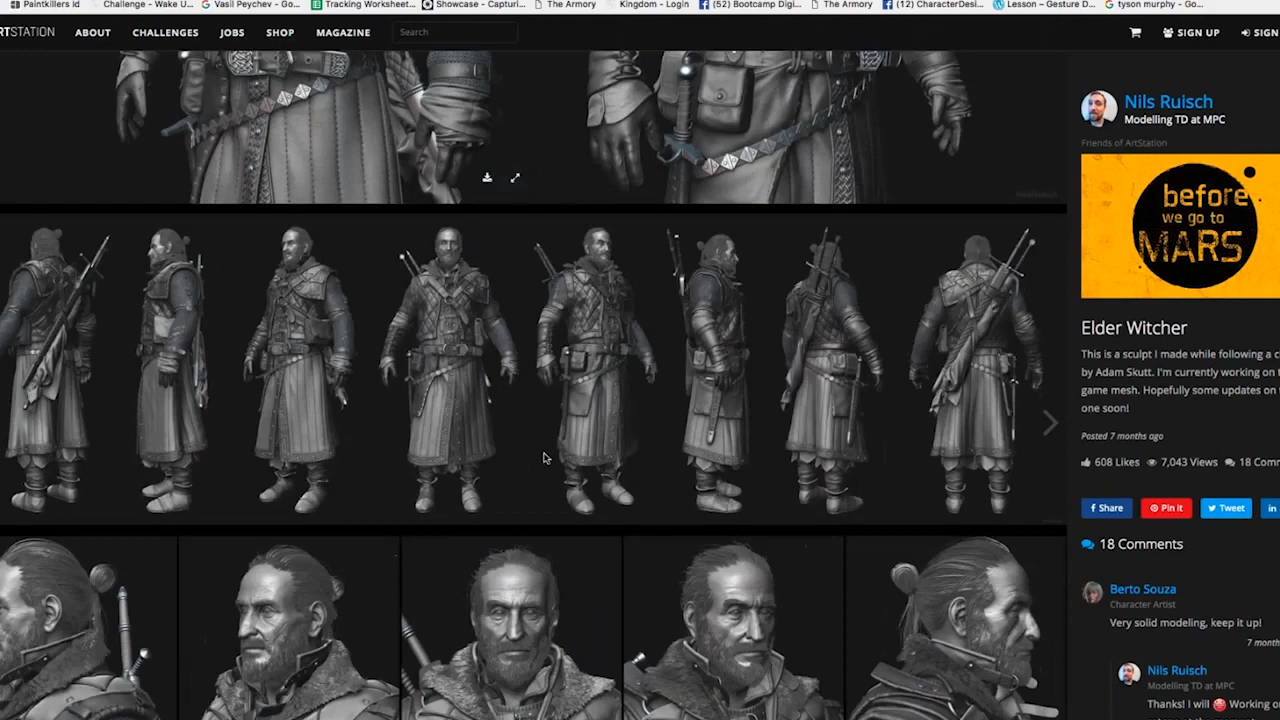 Paintkillers Id
Challenge - Wake U...
Vasil Peychev - Go...
Tracking Worksheet...
Showcase - Capturi...
The Armory
Kingdom - Login
(52) Bootcamp Digi...
The Armory
(12) CharacterDesi...
Lesson – Gesture D...
tyson murphy - Go...
RTSTATION
ABOUT
CHALLENGES
JOBS
SHOP
MAGAZINE
Search
SIGN UP
SIGN
Nils Ruisch
Modelling TD at MPC
Friends of ArtStation
before
we go to
MARS
Elder Witcher
This is a sculpt I made while following a c
by Adam Skutt. I'm currently working on t
game mesh. Hopefully some updates on
one soon!
Posted 7 months ago
608 Likes
7,043 Views
18 Comm
Share
Pin it
Tweet
in
18 Comments
Berto Souza
Character Artist
Very solid modeling, keep it up!
7 month
Nils Ruisch
Modelling TD at MPC
Thanks! I will
Working on